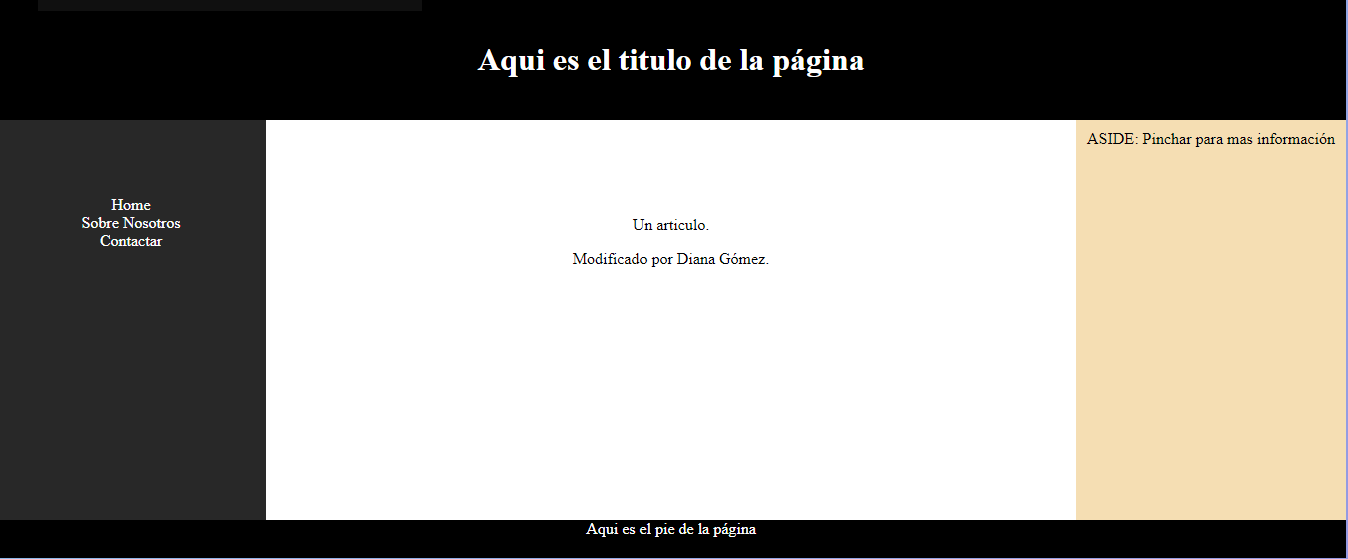 Aqui es el titulo de la página
Home
Sobre Nosotros
Contactar
Un articulo.
Modificado por Diana Gómez.
ASIDE: Pinchar para mas información
Aqui es el pie de la página